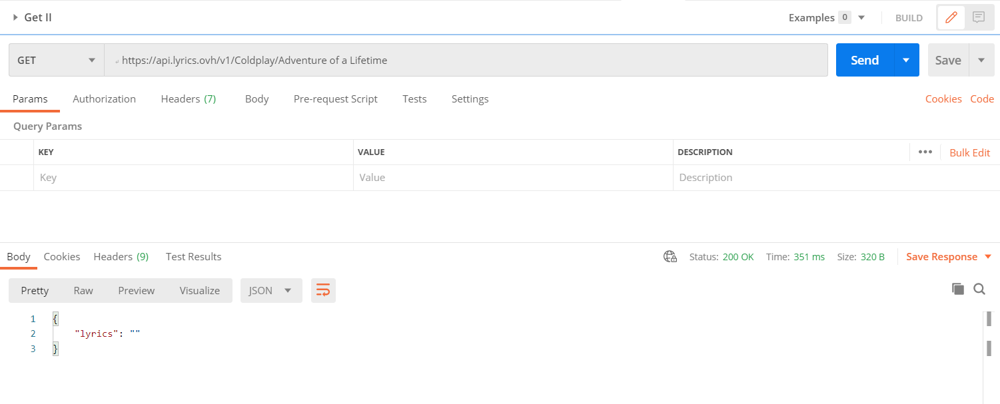 Get II Examples 0 BUILD
GET https://api.lyrics.ovh/v1/Coldplay/Adventure of a Lifetime Send Save
Params Authorization Headers (7) Body Pre-request Script Tests Settings Cookies Code
Query Params
KEY VALUE DESCRIPTION ••• Bulk Edit
Key Value Description
Body Cookies Headers (9) Test Results Status: 200 OK Time: 351 ms Size: 320 B Save Response
Pretty Raw Preview Visualize JSON
1 {
2 "lyrics": ""
3 }